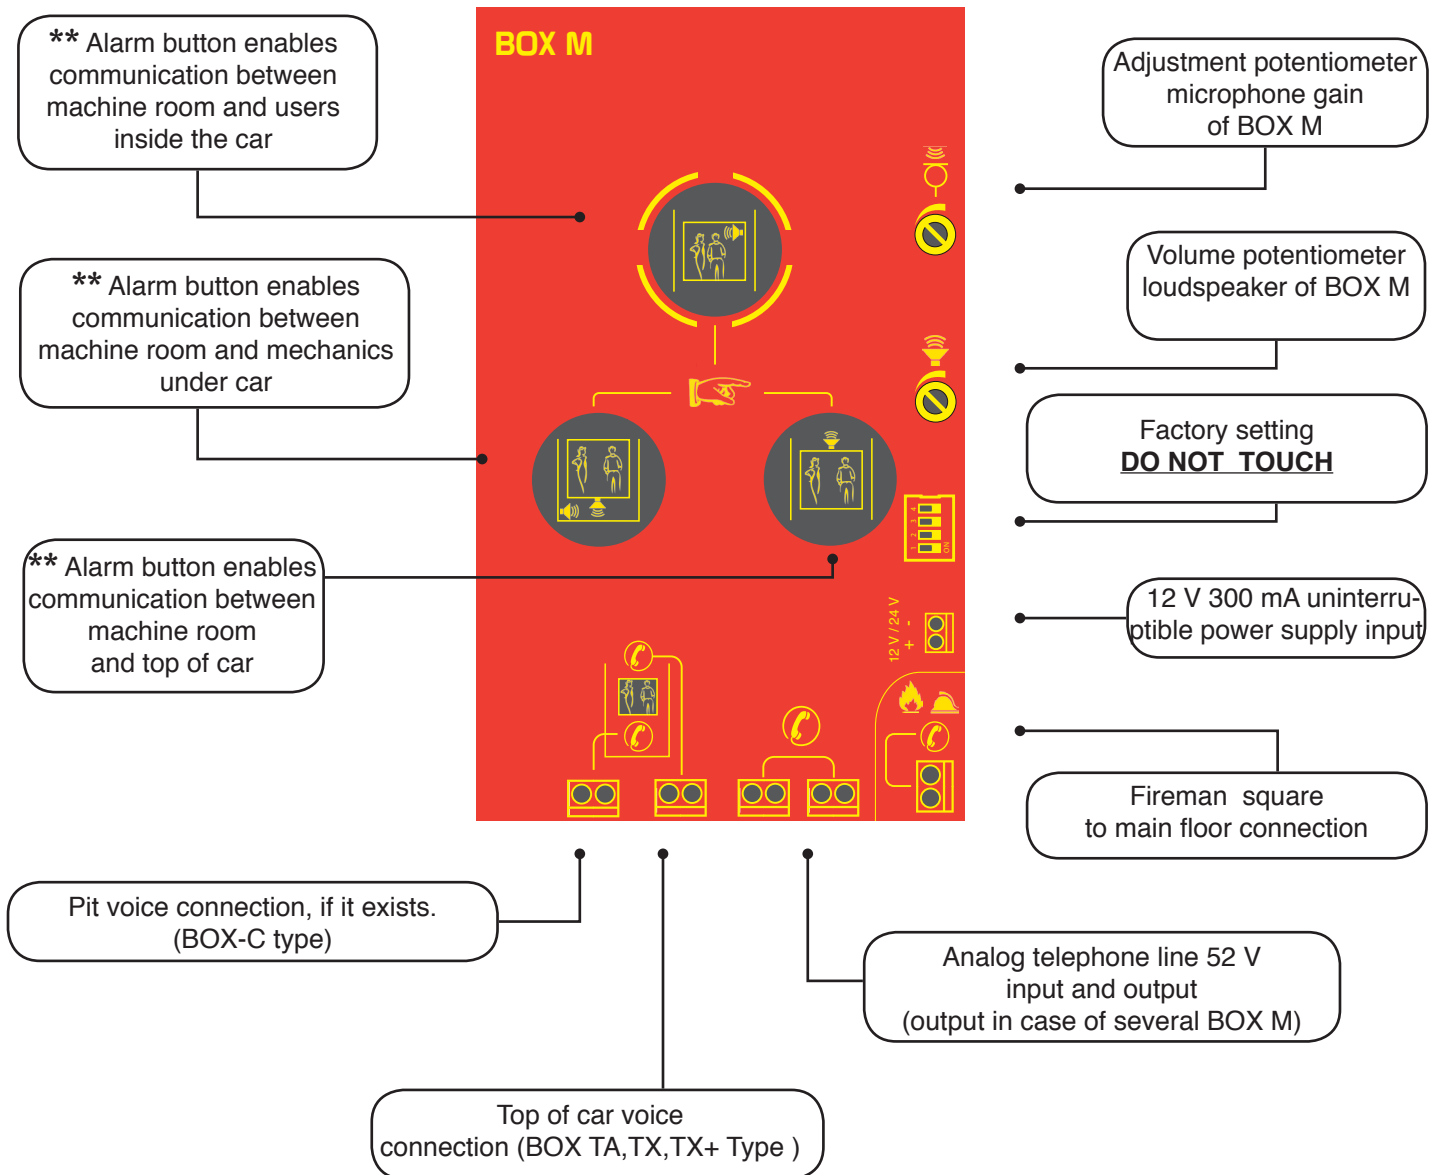 ** Alarm button enables
communication between
machine room and users
inside the car
BOX M
Adjustment potentiometer
microphone gain
of BOX M
** Alarm button enables
communication between
machine room and mechanics
under car
Volume potentiometer
loudspeaker of BOX M
Factory setting
DO NOT TOUCH
1 2 3 4
ON
** Alarm button enables
communication between
machine room
and top of car
12 V / 24 V
+ -
12 V 300 mA uninterru-
ptible power supply input
Fireman square
to main floor connection
Pit voice connection, if it exists.
(BOX-C type)
Analog telephone line 52 V
input and output
(output in case of several BOX M)
Top of car voice
connection (BOX TA,TX,TX+ Type )